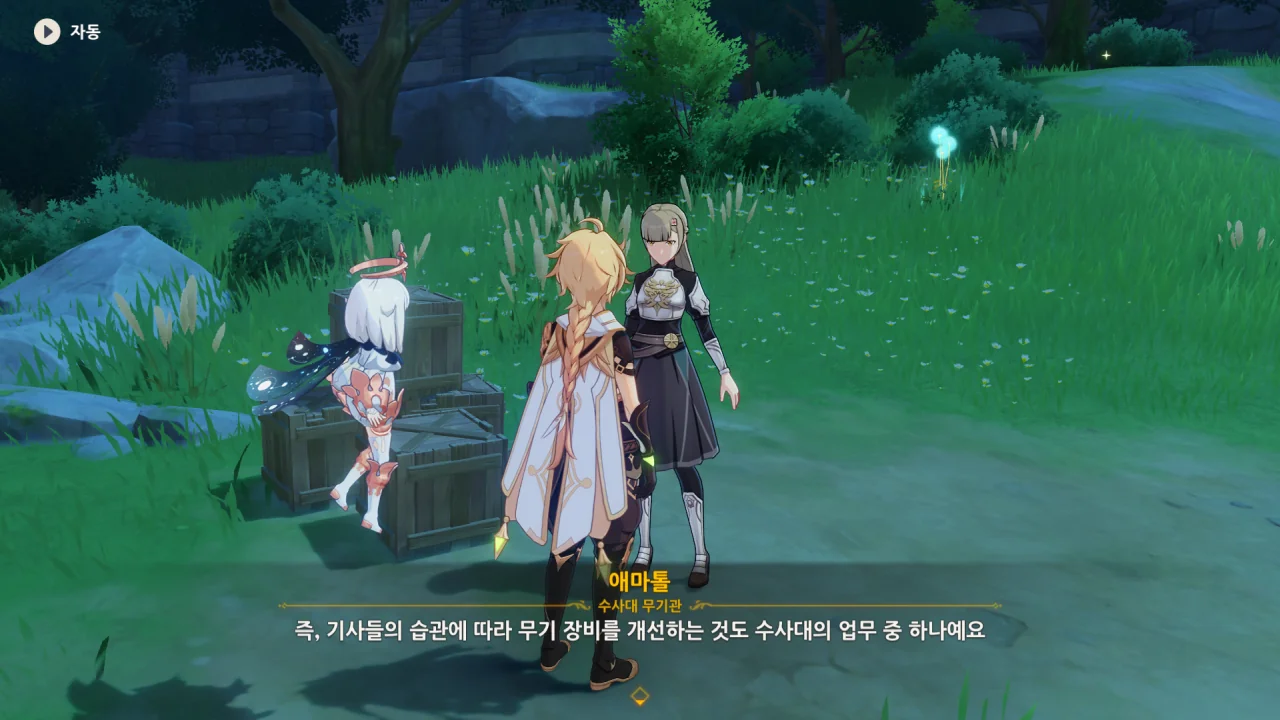 자동
애마톨
수사대 무기관
즉, 기사들의 습관에 따라 무기 장비를 개선하는 것도 수사대의 업무 중 하나예요